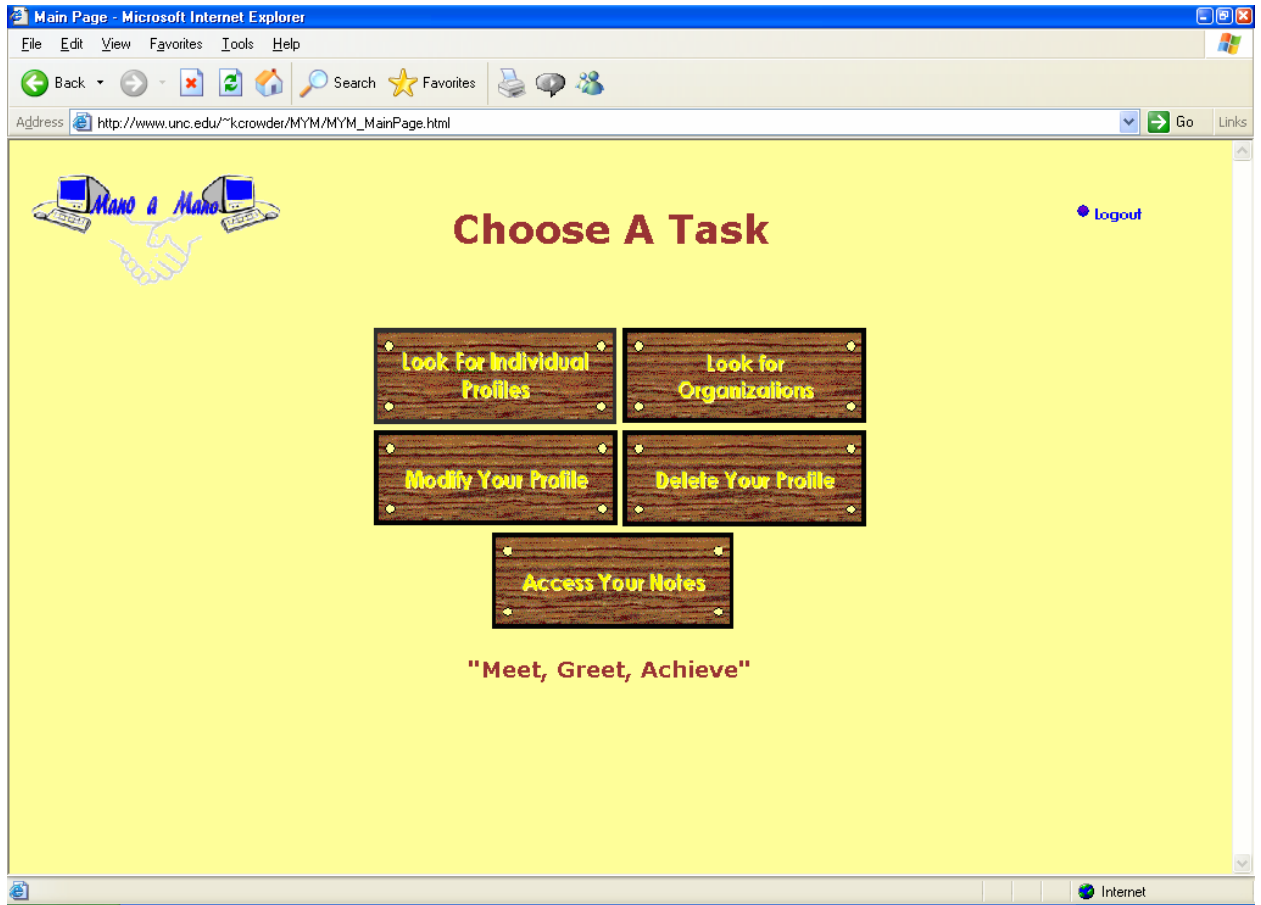 Main Page - Microsoft Internet Explorer
File Edit View Favorites Tools Help
Back Search Favorites
Address http://www.unc.edu/~kcrowder/MYM/MYM_MainPage.html Go Links
Mano a Mano
Choose A Task
Logout
Look For Individual
Profiles
Look for
Organizations
Modify Your Profile
Delete Your Profile
Access Your Notes
"Meet, Greet, Achieve"
Internet